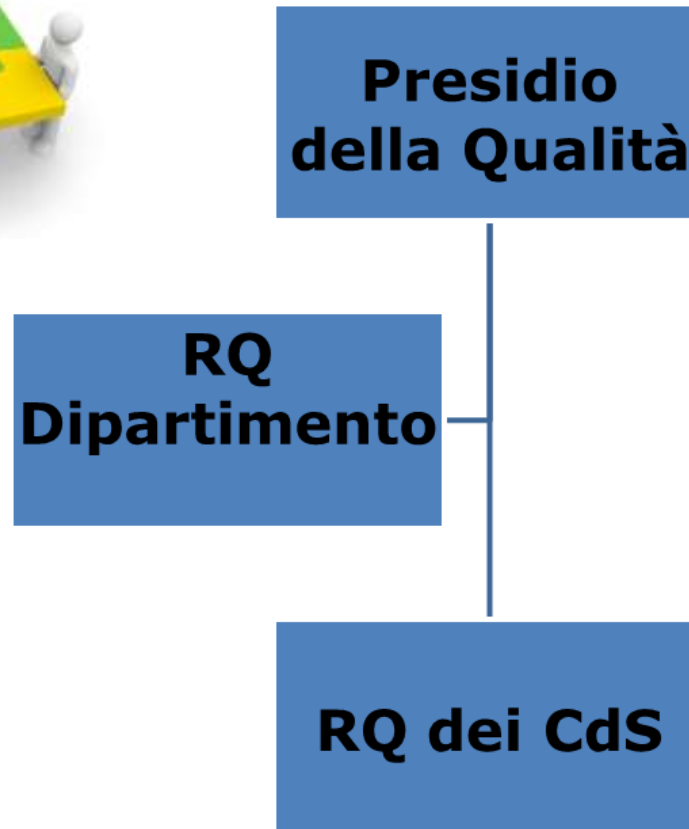 Presidio
della Qualità
RQ
Dipartimento
RQ dei CdS